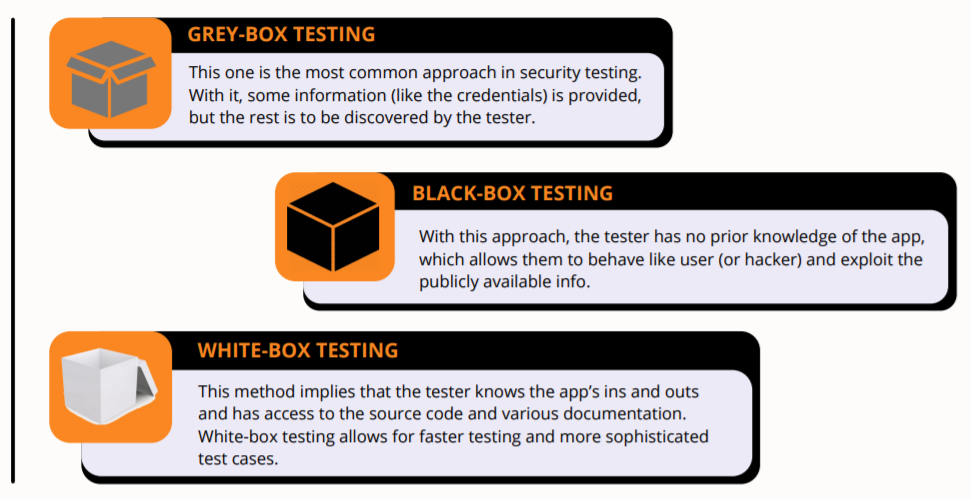 GREY-BOX TESTING
This one is the most common approach in security testing.
With it, some information (like the credentials) is provided,
but the rest is to be discovered by the tester.
BLACK-BOX TESTING
With this approach, the tester has no prior knowledge of the app,
which allows them to behave like user (or hacker) and exploit the
publicly available info.
WHITE-BOX TESTING
This method implies that the tester knows the app’s ins and outs
and has access to the source code and various documentation.
White-box testing allows for faster testing and more sophisticated
test cases.